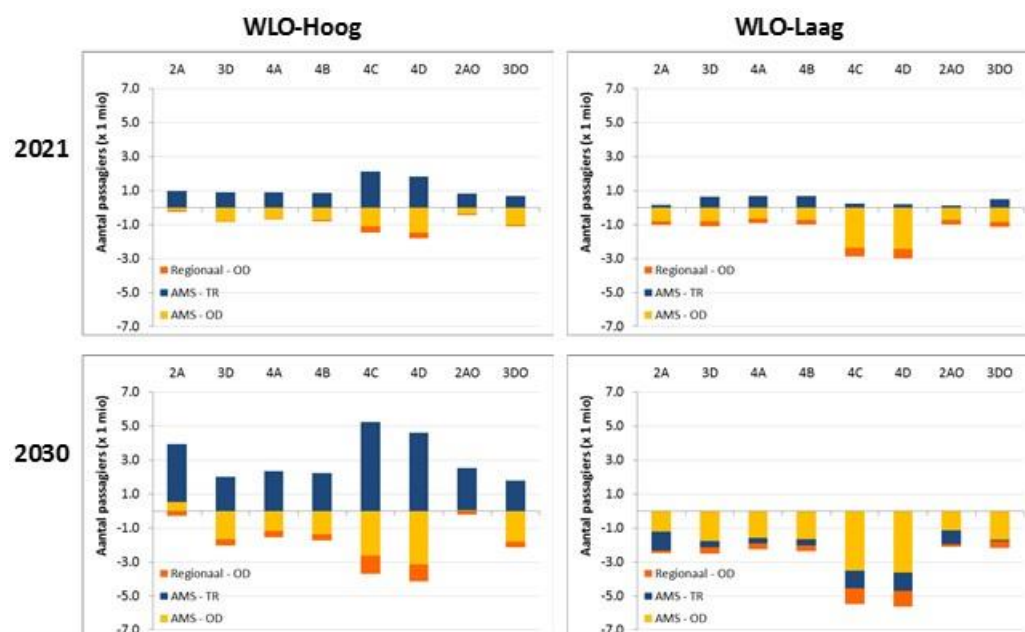 WLO-Hoog
WLO-Laag
2021
2A 3D 4A 4B 4C 4D 2AO 3DO
Aantal passagiers (x 1 mio)
7.0
5.0
3.0
1.0
-1.0
-3.0
-5.0
-7.0
Regionaal - OD
AMS - TR
AMS - OD
2A 3D 4A 4B 4C 4D 2AO 3DO
Aantal passagiers (x 1 mio)
7.0
5.0
3.0
1.0
-1.0
-3.0
-5.0
-7.0
Regionaal - OD
AMS - TR
AMS - OD
2030
2A 3D 4A 4B 4C 4D 2AO 3DO
Aantal passagiers (x 1 mio)
7.0
5.0
3.0
1.0
-1.0
-3.0
-5.0
-7.0
Regionaal - OD
AMS - TR
AMS - OD
2A 3D 4A 4B 4C 4D 2AO 3DO
Aantal passagiers (x 1 mio)
7.0
5.0
3.0
1.0
-1.0
-3.0
-5.0
-7.0
Regionaal - OD
AMS - TR
AMS - OD